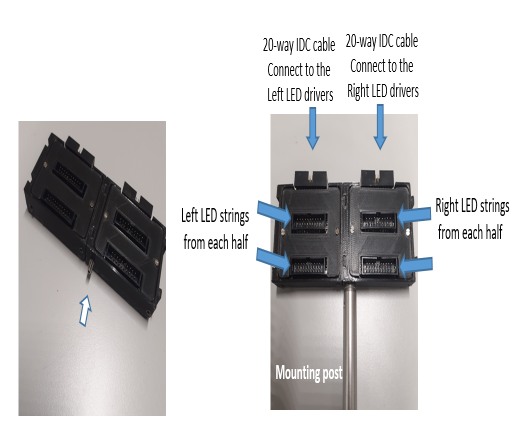 20-way IDC cable
Connect to the
Left LED drivers
20-way IDC cable
Connect to the
Right LED drivers
Left LED strings
from each half
Right LED strings
from each half
Mounting post